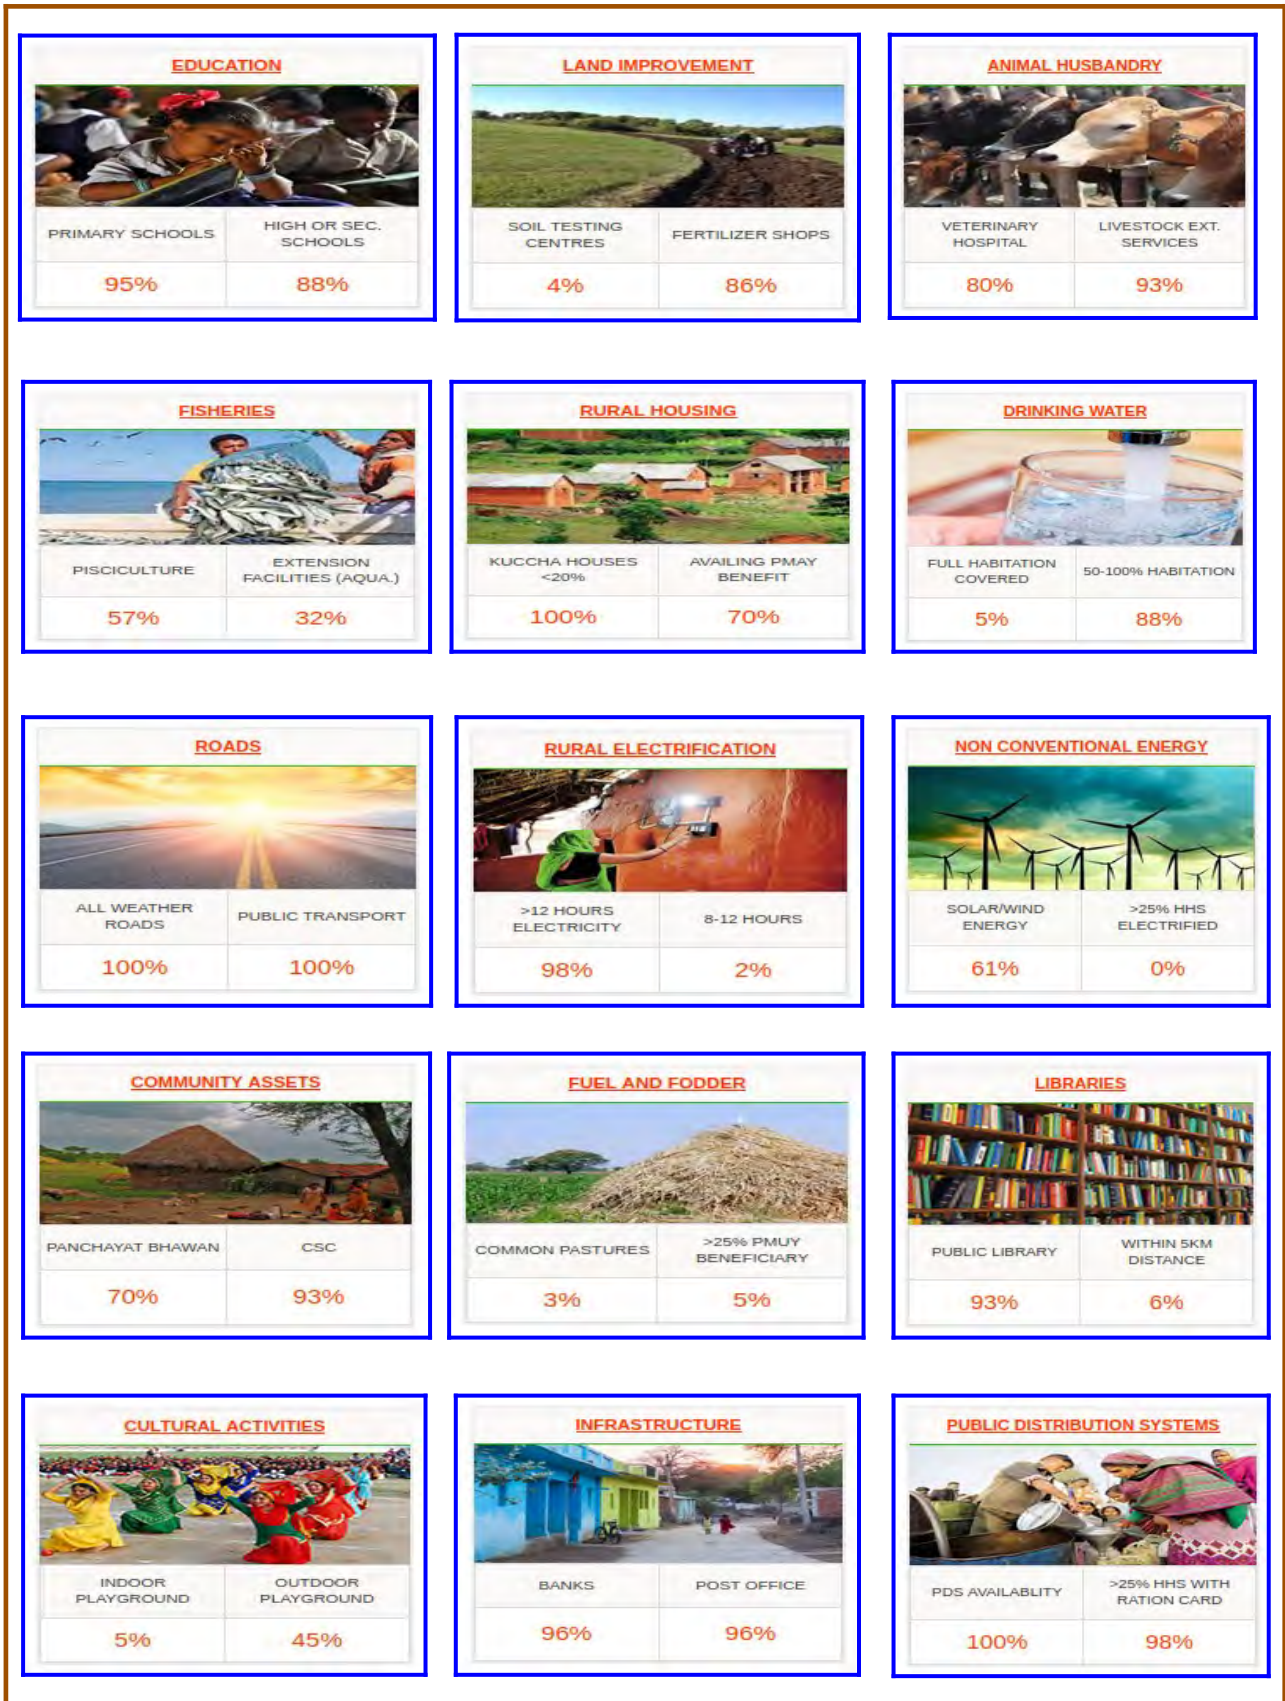 EDUCATION
PRIMARY SCHOOLS
HIGH OR SEC.
SCHOOLS
95%
88%
LAND IMPROVEMENT
SOIL TESTING
CENTRES
FERTILIZER SHOPS
4%
86%
ANIMAL HUSBANDRY
VETERINARY
HOSPITAL
LIVESTOCK EXT.
SERVICES
80%
93%
FISHERIES
PISCICULTURE
EXTENSION
FACILITIES (AQUA.)
57%
32%
RURAL HOUSING
KUCCHA HOUSES
<20%
AVAILING PMAY
BENEFIT
100%
70%
DRINKING WATER
FULL HABITATION
COVERED
50-100% HABITATION
5%
88%
ROADS
ALL WEATHER
ROADS
PUBLIC TRANSPORT
100%
100%
RURAL ELECTRIFICATION
>12 HOURS
ELECTRICITY
8-12 HOURS
98%
2%
NON CONVENTIONAL ENERGY
SOLAR/WIND
ENERGY
>25% HHS
ELECTRIFIED
61%
0%
COMMUNITY ASSETS
PANCHAYAT BHAWAN
CSC
70%
93%
FUEL AND FODDER
COMMON PASTURES
>25% PMUY
BENEFICIARY
3%
5%
LIBRARIES
PUBLIC LIBRARY
WITHIN 5KM
DISTANCE
93%
6%
CULTURAL ACTIVITIES
INDOOR
PLAYGROUND
OUTDOOR
PLAYGROUND
5%
45%
INFRASTRUCTURE
BANKS
POST OFFICE
96%
96%
PUBLIC DISTRIBUTION SYSTEMS
PDS AVAILABLITY
>25% HHS WITH
RATION CARD
100%
98%